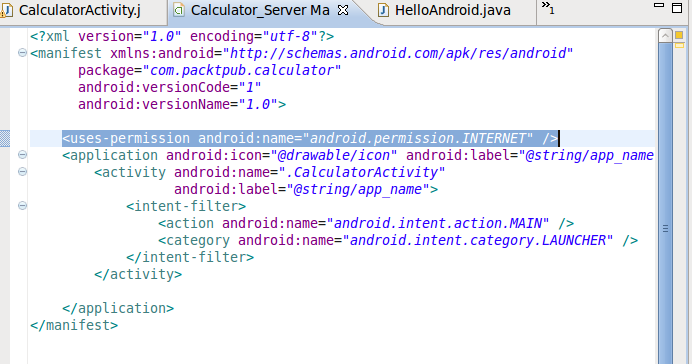 CalculatorActivity.j Calculator_Server Ma HelloAndroid.java 1
<?xml version="1.0" encoding="utf-8"?>
<manifest xmlns:android="http://schemas.android.com/apk/res/android"
package="com.packtpub.calculator"
android:versionCode="1"
android:versionName="1.0">
<uses-permission android:name="android.permission.INTERNET" />
<application android:icon="@drawable/icon" android:label="@string/app_name
<activity android:name=".CalculatorActivity"
android:label="@string/app_name">
<intent-filter>
<action android:name="android.intent.action.MAIN" />
<category android:name="android.intent.category.LAUNCHER" />
</intent-filter>
</activity>
</application>
</manifest>